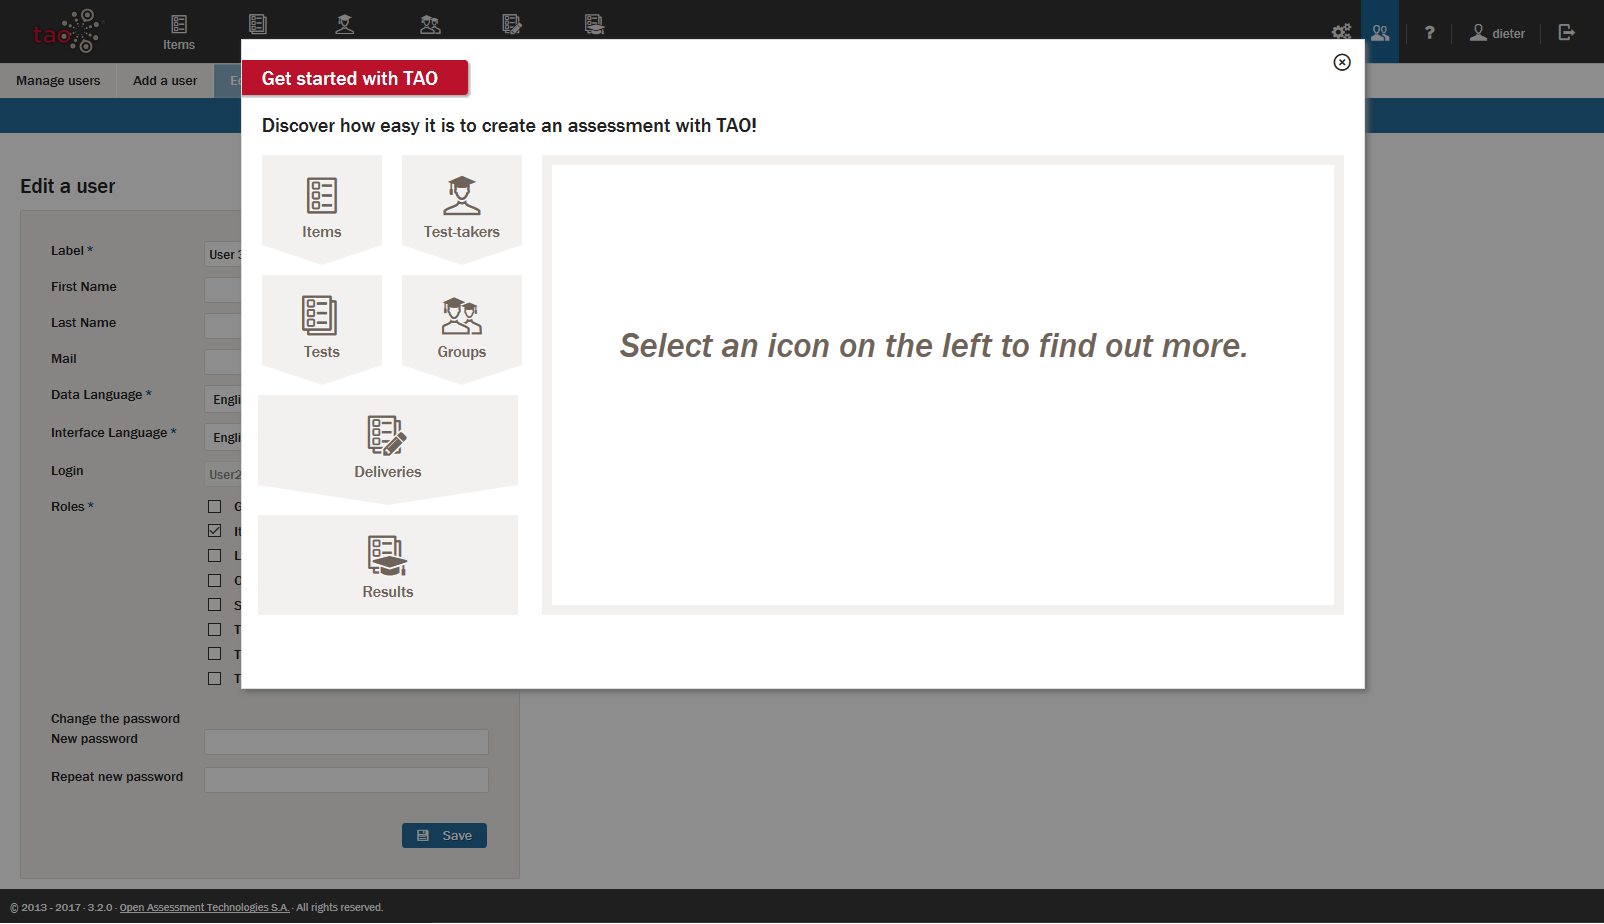 tao
Items
dieter
Manage users
Add a user
Get started with TAO
Discover how easy it is to create an assessment with TAO!
Items
Test-takers
Tests
Groups
Deliveries
Results
Select an icon on the left to find out more.
Edit a user
Label *
User
First Name
Last Name
Mail
Data Language *
Interface Language *
Login
User2
Roles *
Change the password
New password
Repeat new password
Save
© 2013 - 2017 · 3.2.0 · Open Assessment Technologies S.A. · All rights reserved.